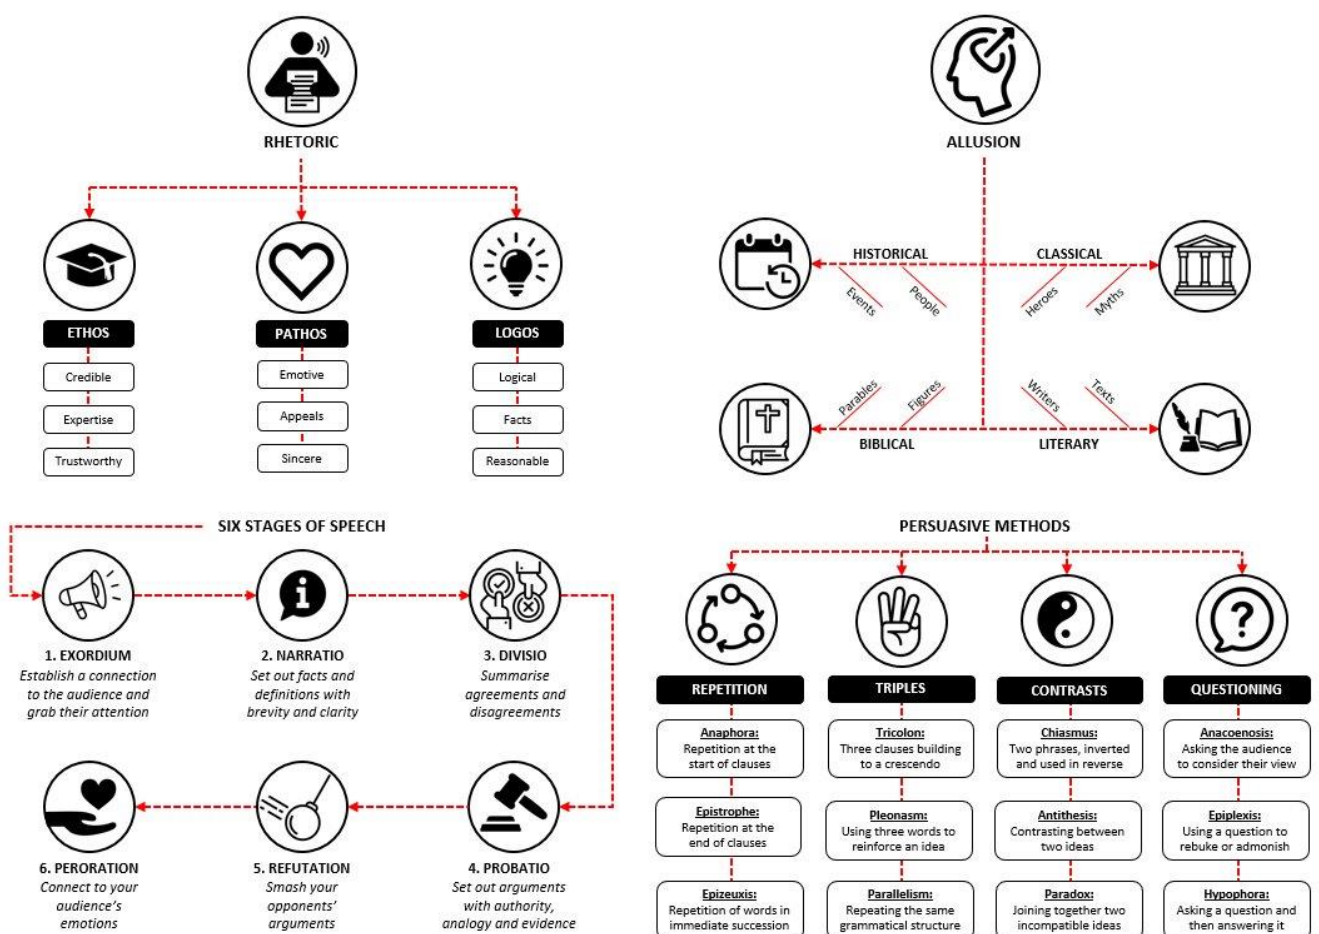 RHETORIC
ETHOS
Credible
Expertise
Trustworthy
PATHOS
Emotive
Appeals
Sincere
LOGOS
Logical
Facts
Reasonable
ALLUSION
HISTORICAL
Events
People
CLASSICAL
Heroes
Myths
Parables
Figures
BIBLICAL
Writers
Texts
LITERARY
SIX STAGES OF SPEECH
1. EXORDIUM
Establish a connection
to the audience and
grab their attention
2. NARRATIO
Set out facts and
definitions with
brevity and clarity
3. DIVISIO
Summarise
agreements and
disagreements
4. PROBATIO
Set out arguments
with authority,
analogy and evidence
5. REFUTATION
Smash your
opponents'
arguments
6. PERORATION
Connect to your
audience's
emotions
PERSUASIVE METHODS
REPETITION
Anaphora:
Repetition at the
start of clauses
Epistrophe:
Repetition at the
end of clauses
Epizeuxis:
Repetition of words in
immediate succession
TRIPLES
Tricolon:
Three clauses building
to a crescendo
Pleonasm:
Using three words to
reinforce an idea
Parallelism:
Repeating the same
grammatical structure
CONTRASTS
Chiasmus:
Two phrases, inverted
and used in reverse
Antithesis:
Contrasting between
two ideas
Paradox:
Joining together two
incompatible ideas
QUESTIONING
Anacoenosis:
Asking the audience
to consider their view
Epiplexis:
Using a question to
rebuke or admonish
Hypophora:
Asking a question and
then answering it